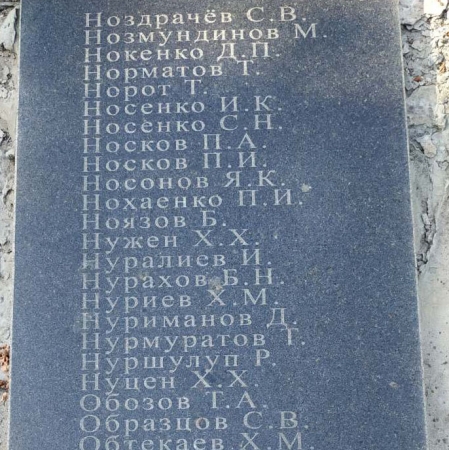 Ноздрачёв С.В.
Нозмундинов М.
Нокенко Д.П.
Норматов Т.
Норот Т.
Носенко И.К.
Носенко С.Н.
Носков П.А.
Носков П.И.
Носонов Я.К.
Нохаенко П.И.
Ноязов Б.
Нужен Х.Х.
Нуралиев И.
Нурахов Б.Н.
Нуриев Х.М.
Нуриманов Д.
Нурмуратов Т.
Нуршулуп Р.
Нуцен Х.Х.
Обозов Т.А.
Образцов С.В.
Обтекаев Х.М.